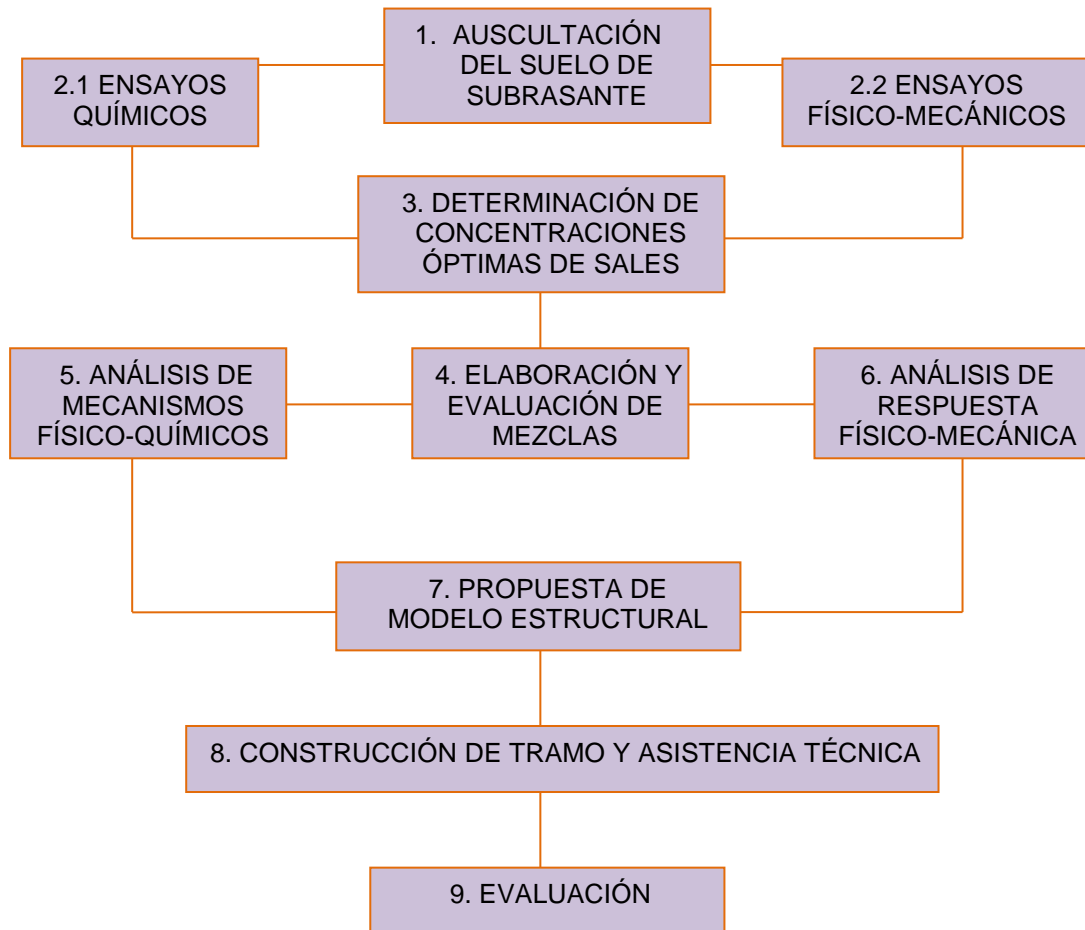 1. AUSCULTACIÓN
DEL SUELO DE
SUBRASANTE
2.1 ENSAYOS
QUÍMICOS
2.2 ENSAYOS
FÍSICO-MECÁNICOS
3. DETERMINACIÓN DE
CONCENTRACIONES
ÓPTIMAS DE SALES
5. ANÁLISIS DE
MECANISMOS
FÍSICO-QUÍMICOS
4. ELABORACIÓN Y
EVALUACIÓN DE
MEZCLAS
6. ANÁLISIS DE
RESPUESTA
FÍSICO-MECÁNICA
7. PROPUESTA DE
MODELO ESTRUCTURAL
8. CONSTRUCCIÓN DE TRAMO Y ASISTENCIA TÉCNICA
9. EVALUACIÓN